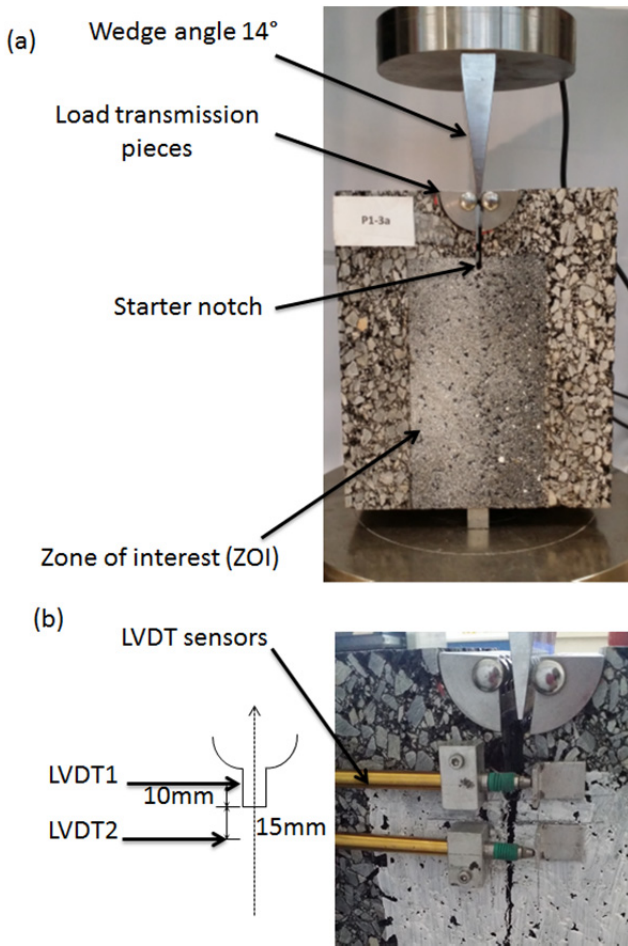 (a)
Wedge angle 14°
Load transmission
pieces
P1-3a
Starter notch
Zone of interest (ZOI)
(b)
LVDT sensors
LVDT1
10mm
LVDT2
15mm